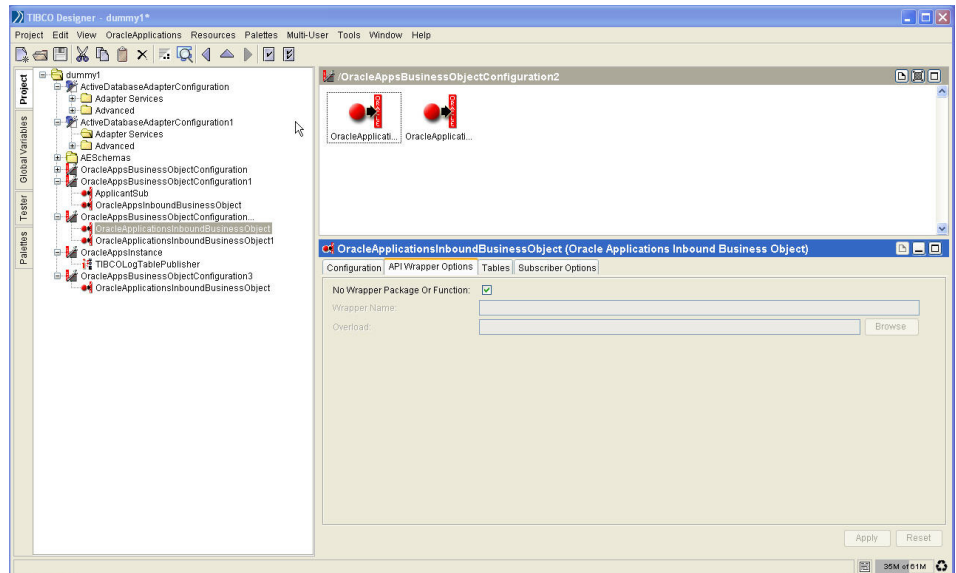 TIBCO Designer - dummy1*
Project Edit View OracleApplications Resources Palettes Multi-User Tools Window Help
Project
Global Variables
Tester
Palettes
dummy1
ActiveDatabaseAdapterConfiguration
Adapter Services
Advanced
ActiveDatabaseAdapterConfiguration1
Adapter Services
Advanced
AESchemas
OracleAppsBusinessObjectConfiguration
OracleAppsBusinessObjectConfiguration1
ApplicantSub
OracleAppsInboundBusinessObject
OracleAppsBusinessObjectConfiguration...
OracleApplicationsInboundBusinessObject
OracleApplicationsInboundBusinessObject1
OracleAppsInstance
TIBCOLogTablePublisher
OracleAppsBusinessObjectConfiguration3
OracleApplicationsInboundBusinessObject
/OracleAppsBusinessObjectConfiguration2
ORACLE ORACLE
OracleApplicati... OracleApplicati...
OracleApplicationsInboundBusinessObject (Oracle Applications Inbound Business Object)
Configuration API Wrapper Options Tables Subscriber Options
No Wrapper Package Or Function:
Wrapper Name:
Overload: Browse
Apply Reset
35M of 61M